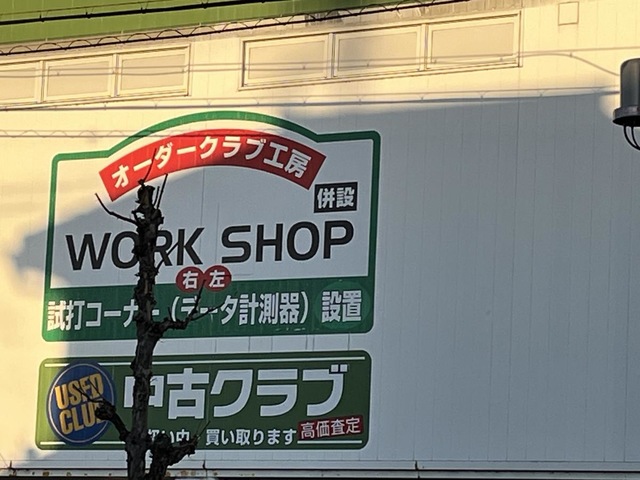 オーダークラブ工房
併設
WORK SHOP
右 左
試打コーナー（データ計測器）設置
USED
CLUB
中古クラブ
買い取ります
高価査定